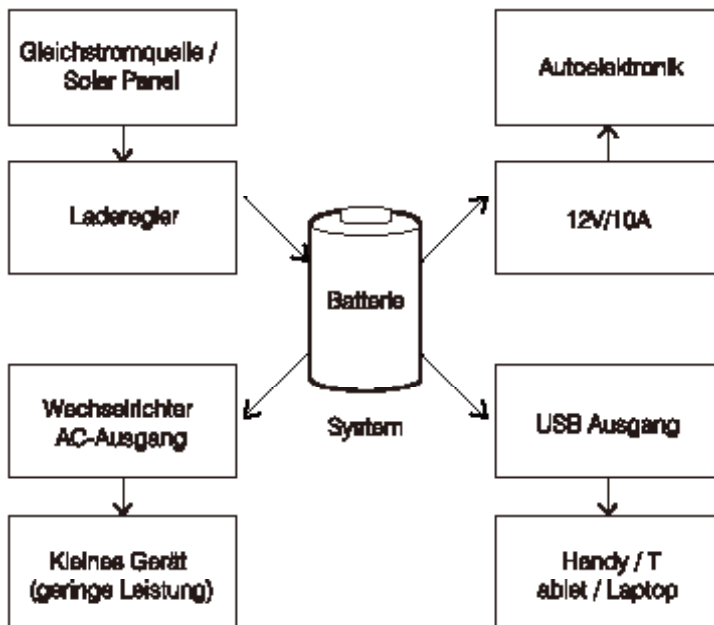 Gleichstromquelle /
Solar Panel
Autoelektronik
Laderegler
12V/10A
Batterie
Wechselrichter
AC-Ausgang
System
USB Ausgang
Kleines Gerät
(geringe Leistung)
Handy / T
ablet / Laptop